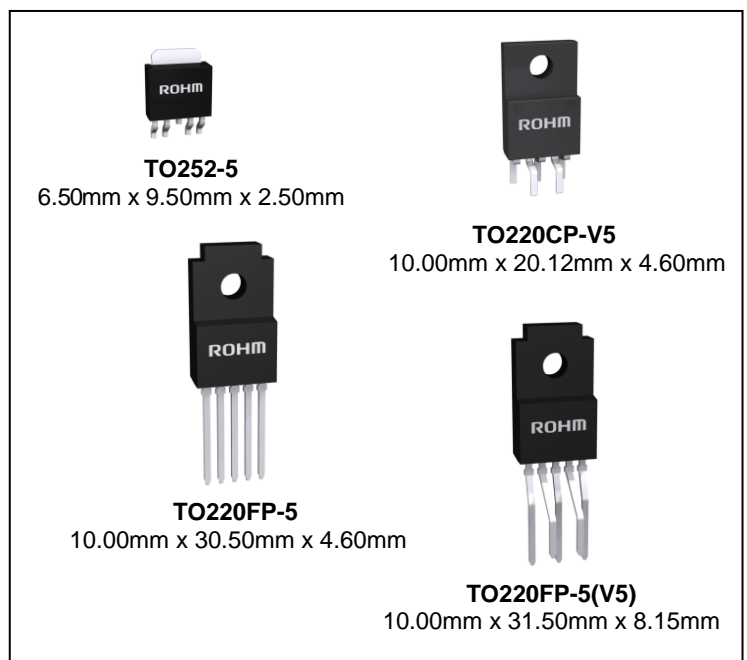 ROHM
TO252-5
6.50mm x 9.50mm x 2.50mm
ROHM
TO220CP-V5
10.00mm x 20.12mm x 4.60mm
ROHM
TO220FP-5
10.00mm x 30.50mm x 4.60mm
ROHM
TO220FP-5(V5)
10.00mm x 31.50mm x 8.15mm